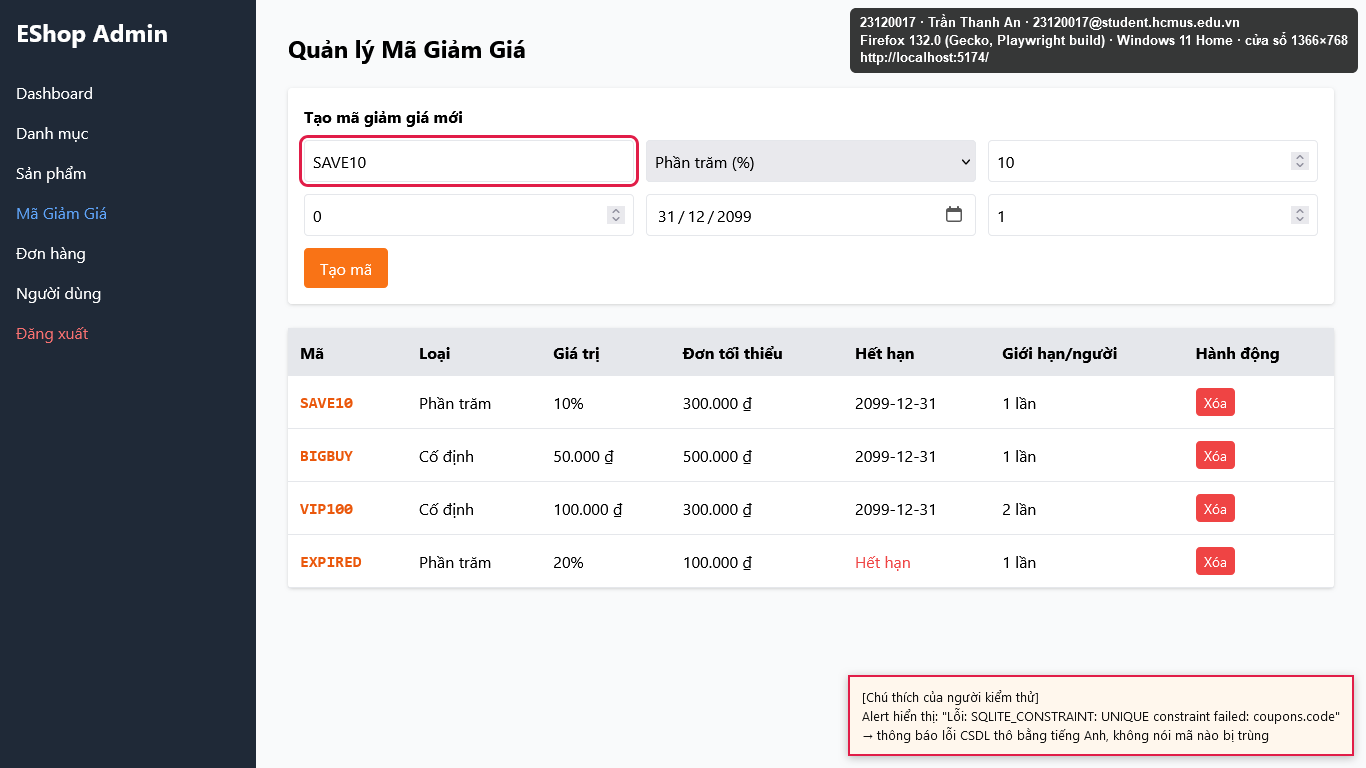 EShop Admin
Dashboard
Danh mục
Sản phẩm
Mã Giảm Giá
Đơn hàng
Người dùng
Đăng xuất
Quản lý Mã Giảm Giá
23120017 · Trần Thanh An · 23120017@student.hcmus.edu.vn
Firefox 132.0 (Gecko, Playwright build) · Windows 11 Home · cửa sổ 1366×768
http://localhost:5174/
Tạo mã giảm giá mới
SAVE10 Phần trăm (%) 10
0 31/12/2099 1
Tạo mã
Mã Loại Giá trị Đơn tối thiểu Hết hạn Giới hạn/người Hành động
SAVE10 Phần trăm 10% 300.000 ₫ 2099-12-31 1 lần Xóa
BIGBUY Cố định 50.000 ₫ 500.000 ₫ 2099-12-31 1 lần Xóa
VIP100 Cố định 100.000 ₫ 300.000 ₫ 2099-12-31 2 lần Xóa
EXPIRED Phần trăm 20% 100.000 ₫ Hết hạn 1 lần Xóa
[Chú thích của người kiểm thử]
Alert hiển thị: "Lỗi: SQLITE_CONSTRAINT: UNIQUE constraint failed: coupons.code"
→ thông báo lỗi CSDL thô bằng tiếng Anh, không nói mã nào bị trùng